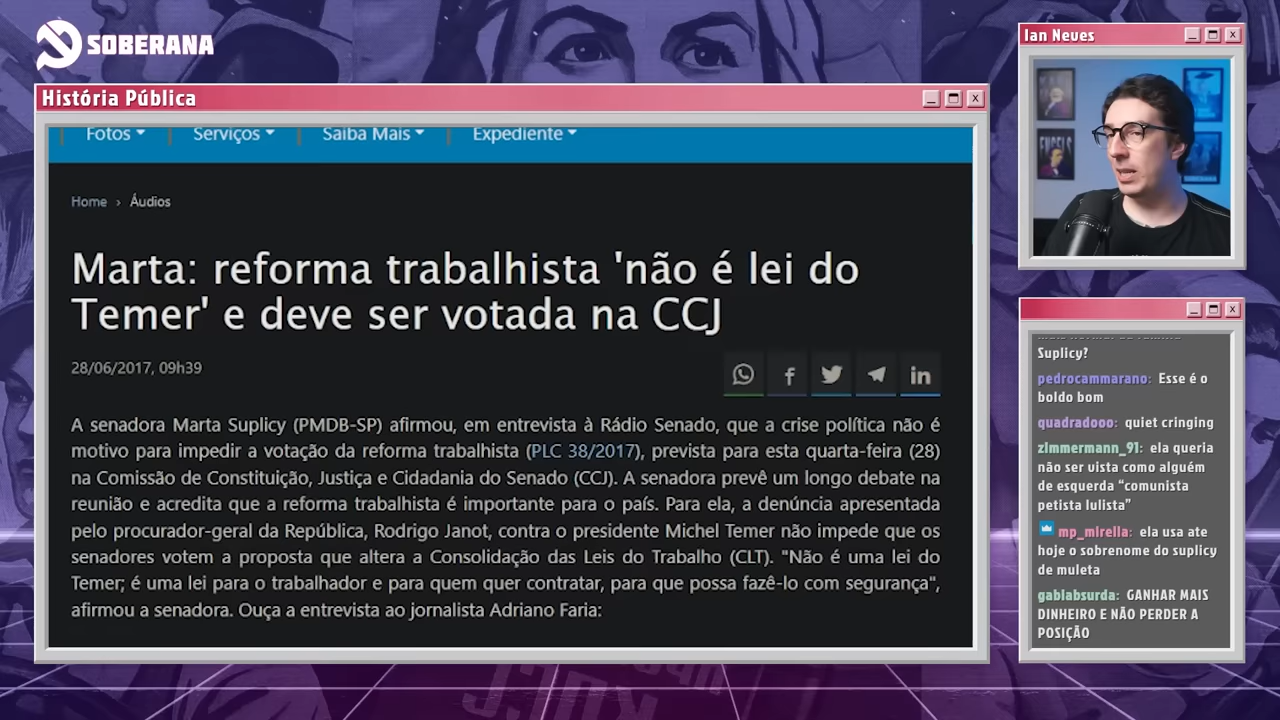 SOBERANA
História Pública
Fotos
Serviços
Saiba Mais
Expediente
Home › Áudios
Marta: reforma trabalhista 'não é lei do
Temer' e deve ser votada na CCJ
28/06/2017, 09h39
A senadora Marta Suplicy (PMDB-SP) afirmou, em entrevista à Rádio Senado, que a crise política não é
motivo para impedir a votação da reforma trabalhista (PLC 38/2017), prevista para esta quarta-feira (28)
na Comissão de Constituição, Justiça e Cidadania do Senado (CCJ). A senadora prevê um longo debate na
reunião e acredita que a reforma trabalhista é importante para o país. Para ela, a denúncia apresentada
pelo procurador-geral da República, Rodrigo Janot, contra o presidente Michel Temer não impede que os
senadores votem a proposta que altera a Consolidação das Leis do Trabalho (CLT). "Não é uma lei do
Temer; é uma lei para o trabalhador e para quem quer contratar, para que possa fazê-lo com segurança",
afirmou a senadora. Ouça a entrevista ao jornalista Adriano Faria:
Ian Neves
ENGELS
SOBERANA
Suplicy?
pedrocammarano: Esse é o
boldo bom
quadradooo: quiet cringing
zimmermann_91: ela queria
não ser vista como alguém
de esquerda “comunista
petista lulista”
mp_mirella: ela usa ate
hoje o sobrenome do suplicy
de muleta
gablabsurda: GANHAR MAIS
DINHEIRO E NÃO PERDER A
POSIÇÃO